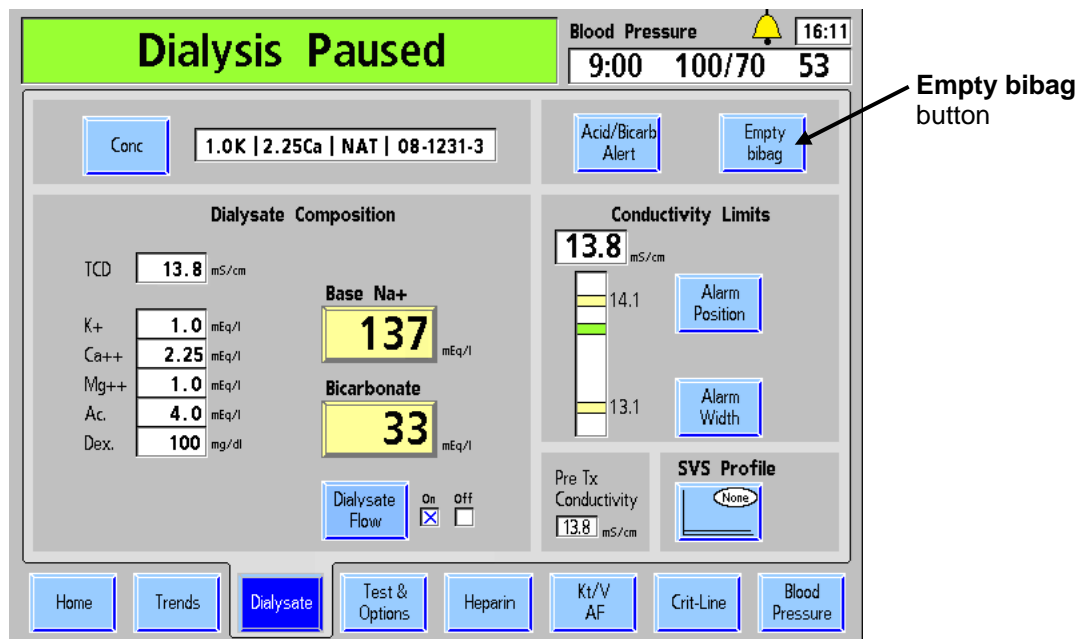 Dialysis Paused
Blood Pressure
16:11
9:00 100/70 53
Empty bibag
button
Conc
1.0K | 2.25Ca | NAT | 08-1231-3
Acid/Bicarb
Alert
Empty
bibag
Dialysate Composition
TCD 13.8 mS/cm
K+ 1.0 mEq/l
Ca++ 2.25 mEq/l
Mg++ 1.0 mEq/l
Ac. 4.0 mEq/l
Dex. 100 mg/dl
Base Na+
137 mEq/l
Bicarbonate
33 mEq/l
Dialysate
Flow
On Off
Conductivity Limits
13.8 mS/cm
14.1
13.1
Alarm
Position
Alarm
Width
Pre Tx
Conductivity
13.8 mS/cm
SVS Profile
None
Home
Trends
Dialysate
Test &
Options
Heparin
Kt/V
AF
Crit-Line
Blood
Pressure